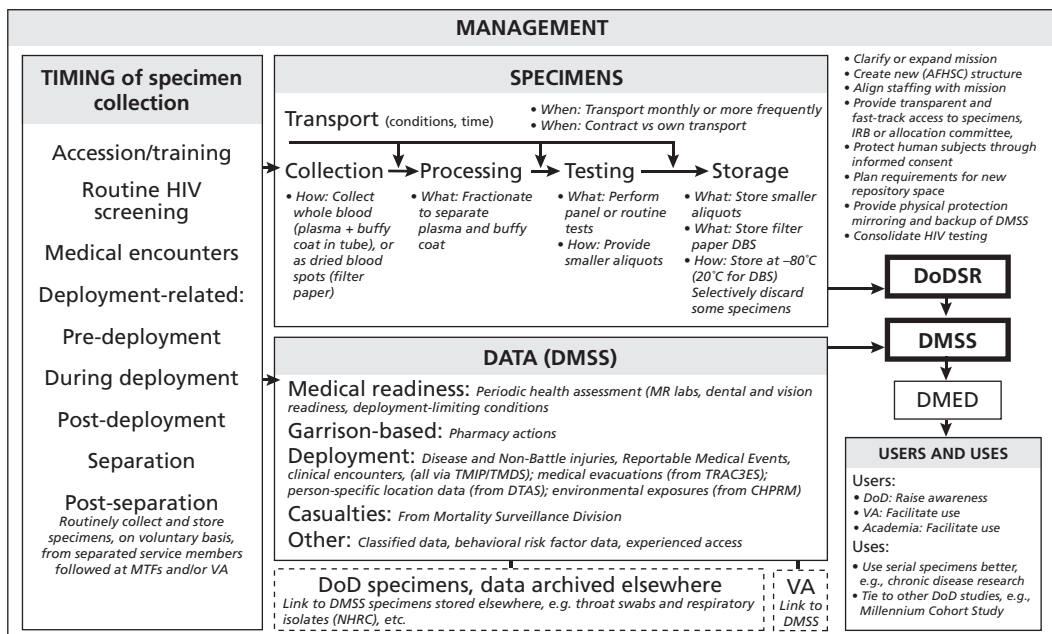 MANAGEMENT
TIMING of specimen
collection
Accession/training
Routine HIV
screening
Medical encounters
Deployment-related:
Pre-deployment
During deployment
Post-deployment
Separation
Post-separation
Routinely collect and store
specimens, on voluntary basis,
from separated service members
followed at MTFs and/or VA
SPECIMENS
Transport (conditions, time)
• When: Transport monthly or more frequently
• When: Contract vs own transport
Collection
• How: Collect
whole blood
(plasma + buffy
coat in tube), or
as dried blood
spots (filter
paper)
Processing
• What: Fractionate
to separate
plasma and buffy
coat
Testing
• What: Perform
panel or routine
tests
• How: Provide
smaller aliquots
Storage
• What: Store smaller
aliquots
• What: Store filter
paper DBS
• How: Store at –80˚C
(20˚C for DBS)
Selectively discard
some specimens
DATA (DMSS)
Medical readiness: Periodic health assessment (MR labs, dental and vision
readiness, deployment-limiting conditions
Garrison-based: Pharmacy actions
Deployment: Disease and Non-Battle injuries, Reportable Medical Events,
clinical encounters, (all via TMIP/TMDS); medical evacuations (from TRAC3ES);
person-specific location data (from DTAS); environmental exposures (from CHPRM)
Casualties: From Mortality Surveillance Division
Other: Classified data, behavioral risk factor data, experienced access
DoD specimens, data archived elsewhere
Link to DMSS specimens stored elsewhere, e.g. throat swabs and respiratory
isolates (NHRC), etc.
VA
Link to
DMSS
• Clarify or expand mission
• Create new (AFHSC) structure
• Align staffing with mission
• Provide transparent and
fast-track access to specimens,
IRB or allocation committee,
• Protect human subjects through
informed consent
• Plan requirements for new
repository space
• Provide physical protection
mirroring and backup of DMSS
• Consolidate HIV testing
DoDSR
DMSS
DMED
USERS AND USES
Users:
• DoD: Raise awareness
• VA: Facilitate use
• Academia: Facilitate use
Uses:
• Use serial specimens better,
e.g., chronic disease research
• Tie to other DoD studies, e.g.,
Millennium Cohort Study